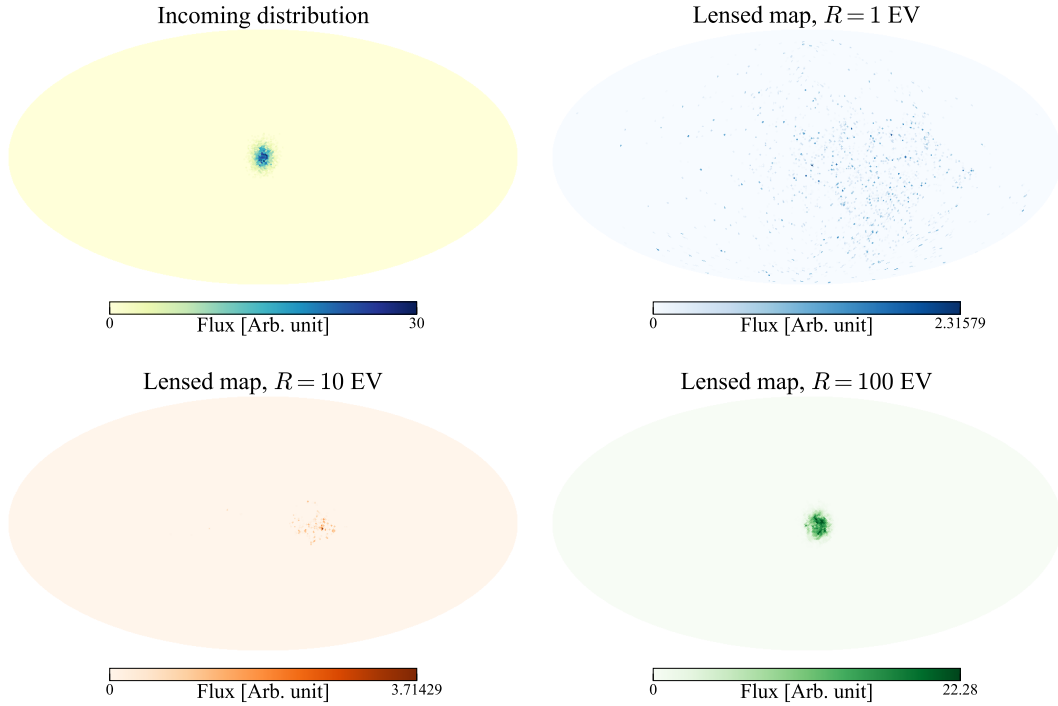 Incoming distribution
0
30
Flux [Arb. unit]
Lensed map, R = 1 EV
0
2.31579
Flux [Arb. unit]
Lensed map, R = 10 EV
0
3.71429
Flux [Arb. unit]
Lensed map, R = 100 EV
0
22.28
Flux [Arb. unit]